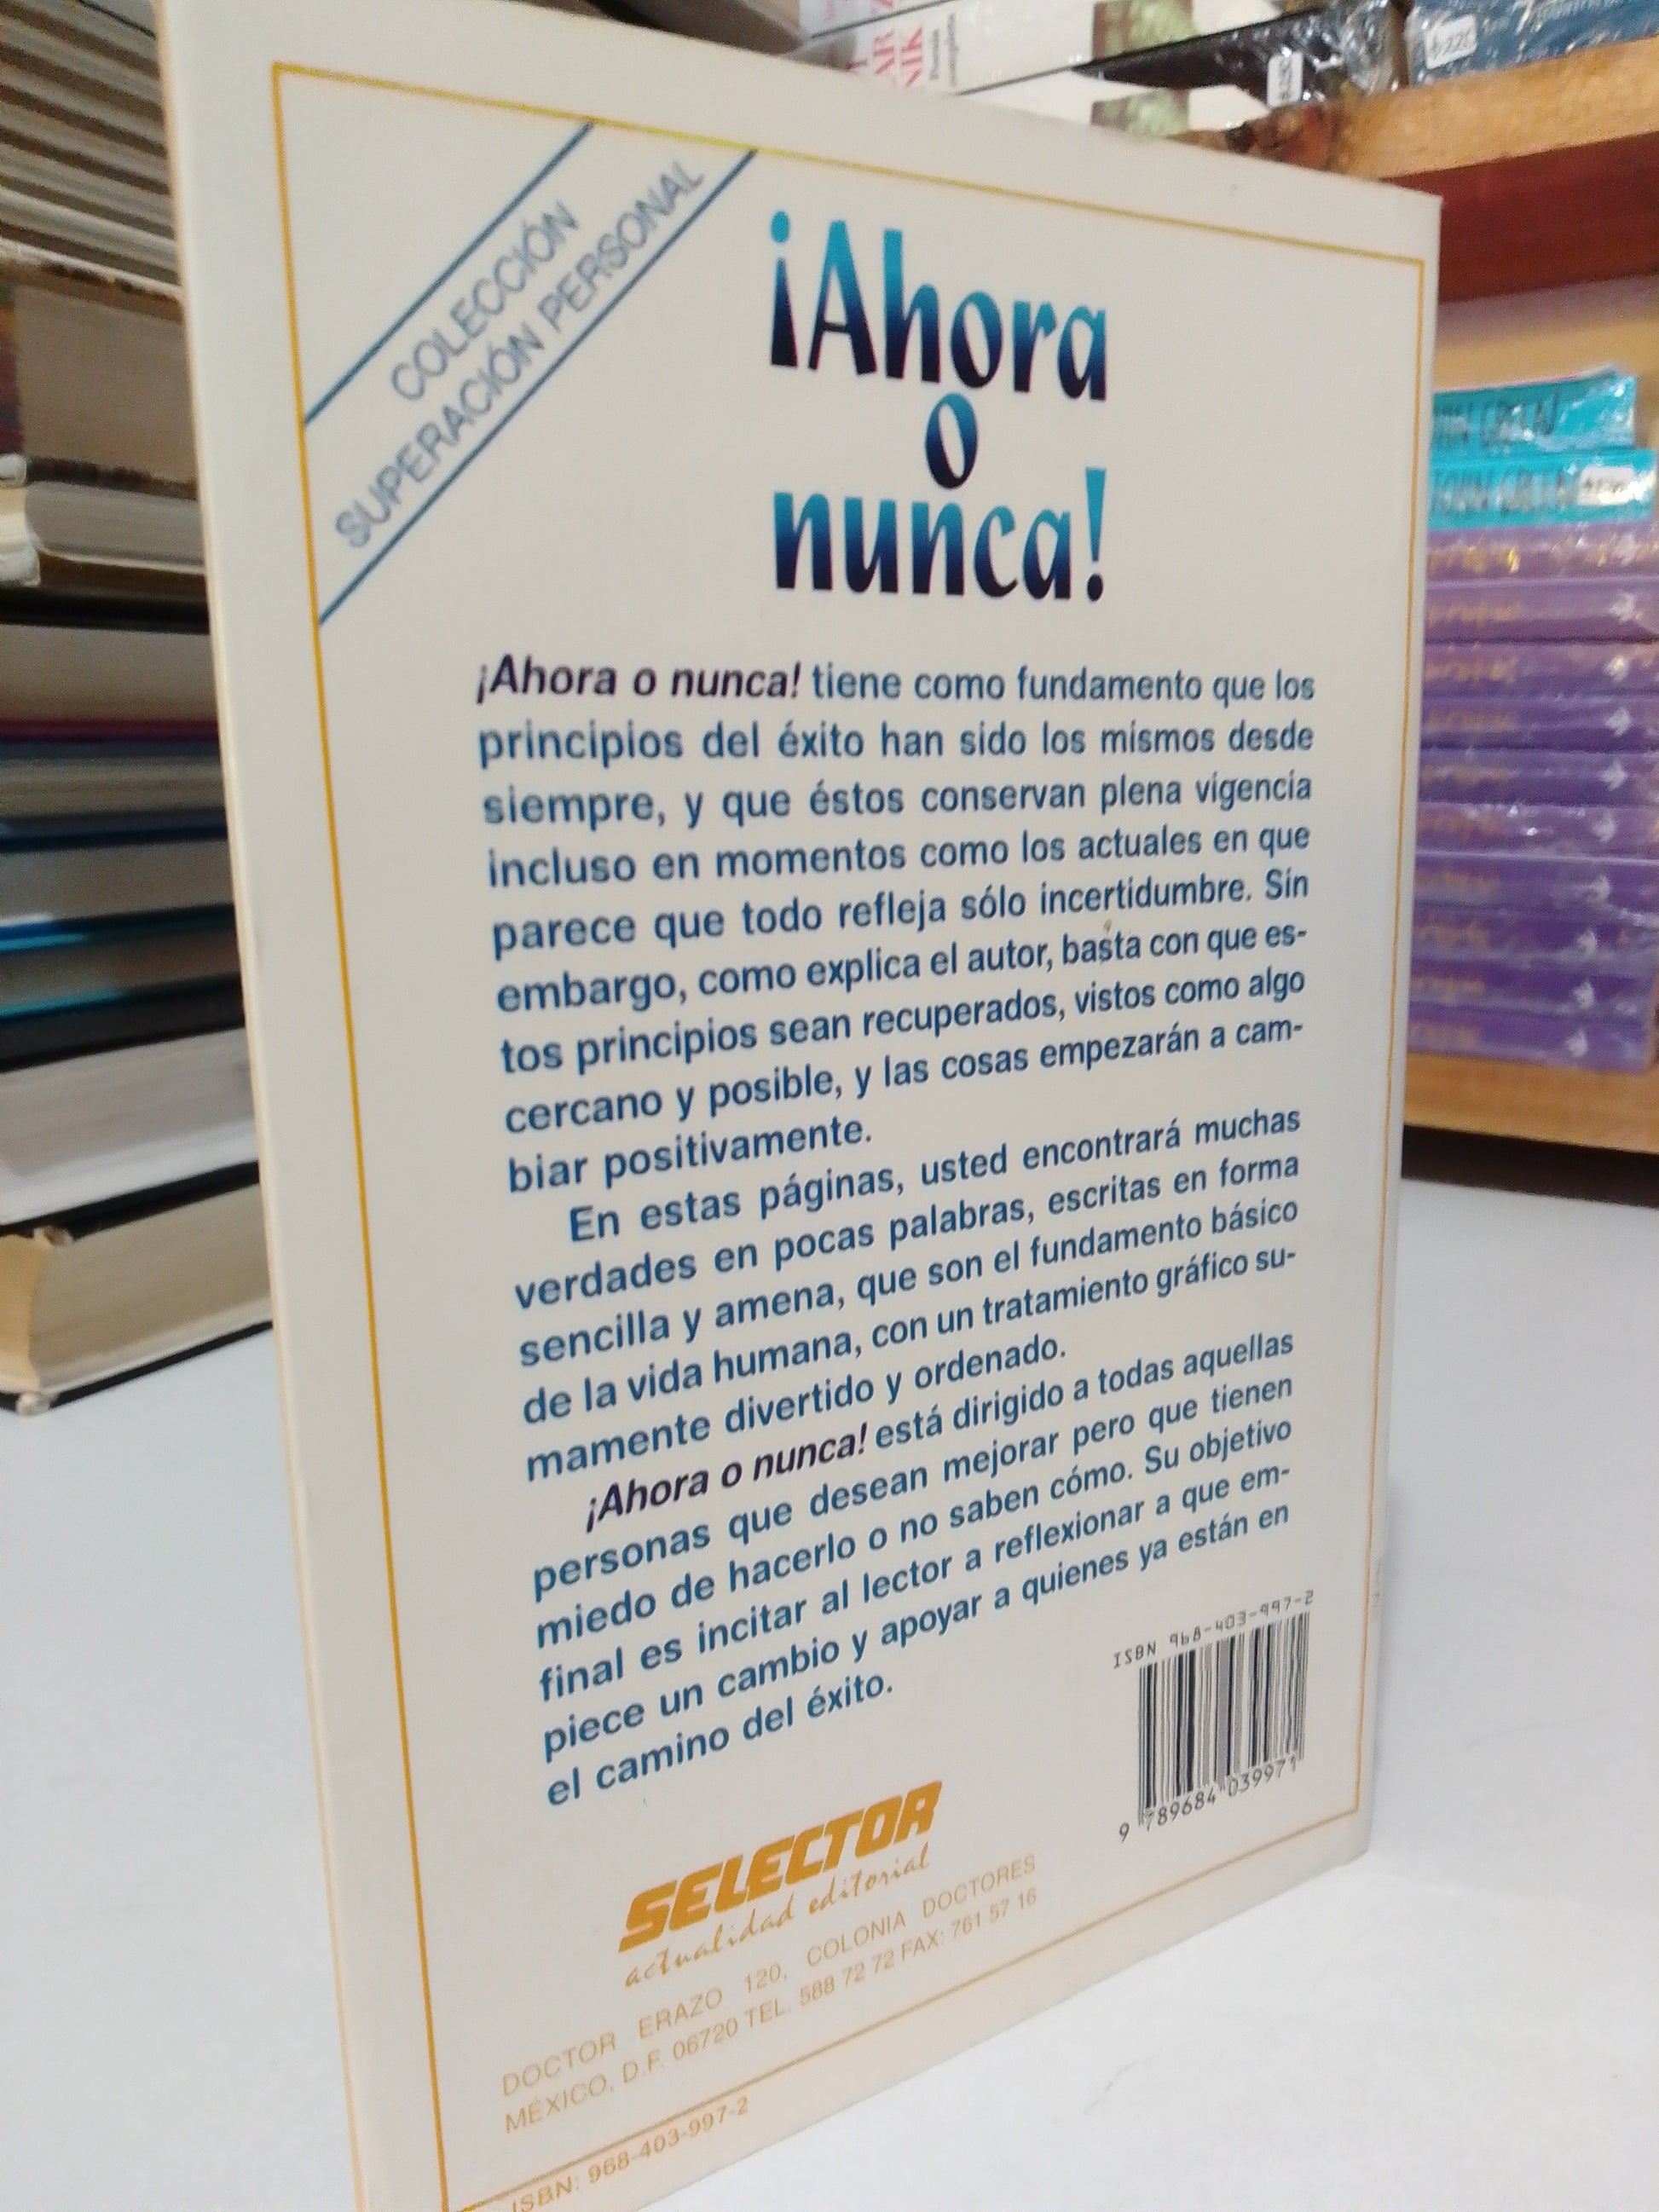 COLECCIÓN
SUPERACIÓN PERSONAL
¡Ahora
o
nunca!
¡Ahora o nunca! tiene como fundamento que los
principios del éxito han sido los mismos desde
siempre, y que éstos conservan plena vigencia
incluso en momentos como los actuales en que
parece que todo refleja sólo incertidumbre. Sin
embargo, como explica el autor, basta con que es-
tos principios sean recuperados, vistos como algo
cercano y posible, y las cosas empezarán a cam-
biar positivamente.
En estas páginas, usted encontrará muchas
verdades en pocas palabras, escritas en forma
sencilla y amena, que son el fundamento básico
de la vida humana, con un tratamiento gráfico su-
mamente divertido y ordenado.
¡Ahora o nunca! está dirigido a todas aquellas
personas que desean mejorar pero que tienen
miedo de hacerlo o no saben cómo. Su objetivo
final es incitar al lector a reflexionar a que em-
piece un cambio y apoyar a quienes ya están en
el camino del éxito.
ISBN 968-403-997-2
9 789684 039971
SELECTOR
actualidad editorial
DOCTOR ERAZO 120, COLONIA DOCTORES
MÉXICO, D.F. 06720 TEL. 588 72 72 FAX: 761 57 16
ISBN: 968-403-997-2
AR
NIK
Poesía
completa
JOHN GREEN